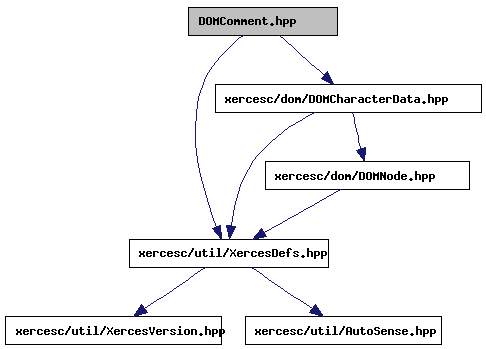 DOMComment.hpp
xercesc/dom/DOMCharacterData.hpp
xercesc/dom/DOMNode.hpp
xercesc/util/XercesDefs.hpp
xercesc/util/XercesVersion.hpp
xercesc/util/AutoSense.hpp